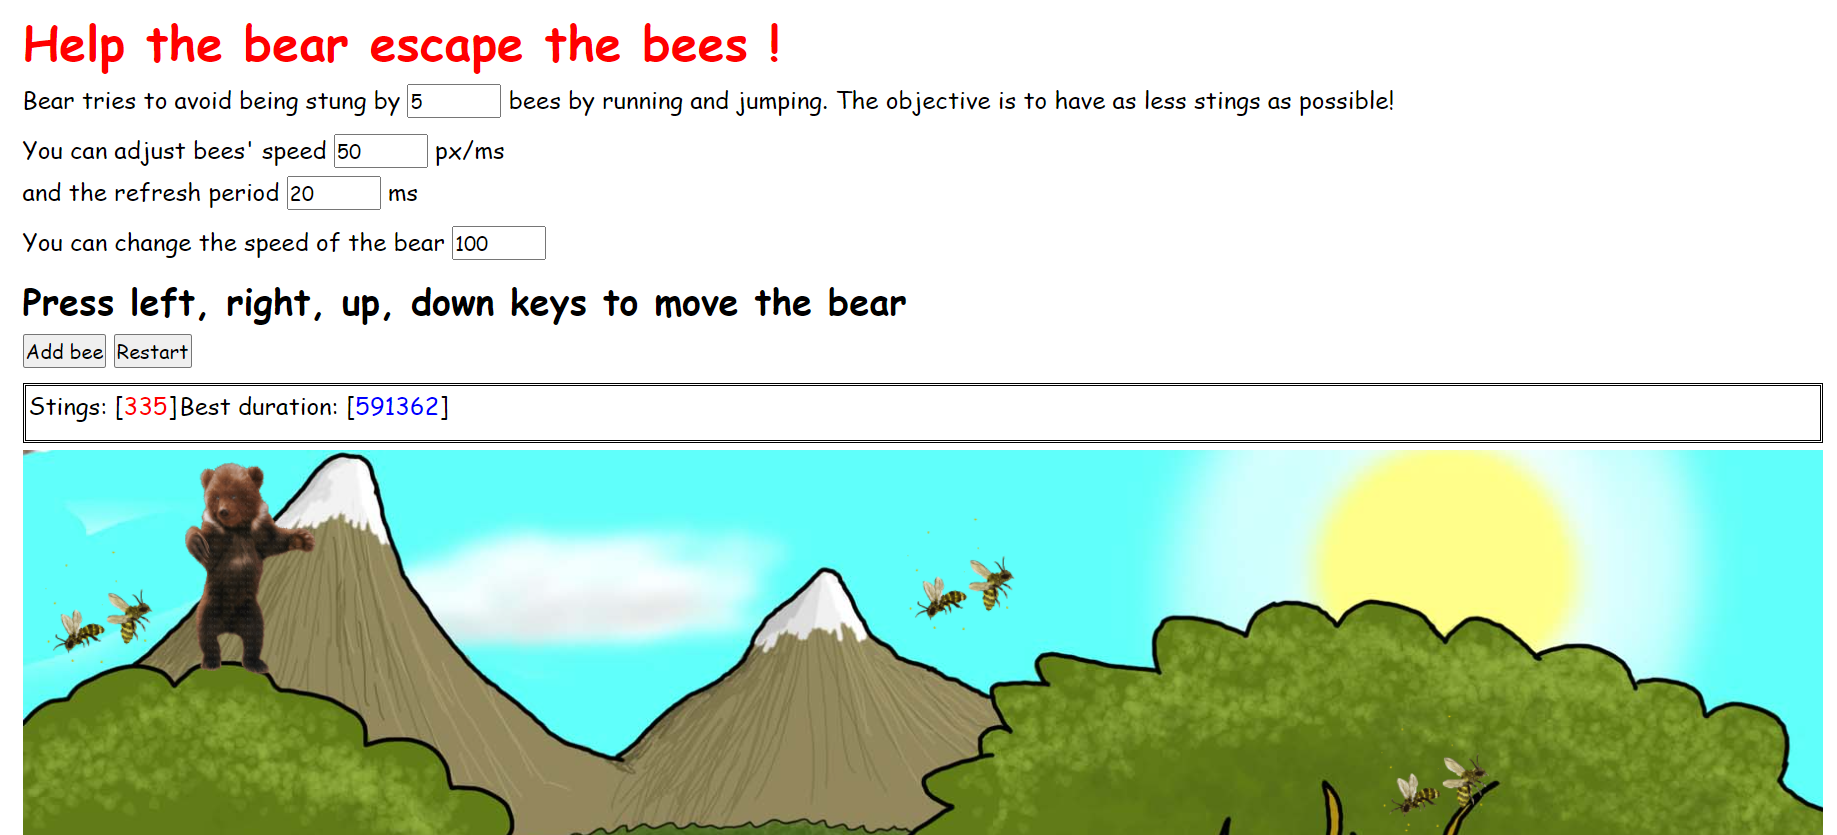 Help the bear escape the bees !
Bear tries to avoid being stung by 5 bees by running and jumping. The objective is to have as less stings as possible!
You can adjust bees' speed 50 px/ms
and the refresh period 20 ms
You can change the speed of the bear 100
Press left, right, up, down keys to move the bear
Add bee Restart
Stings: [335]Best duration: [591362]